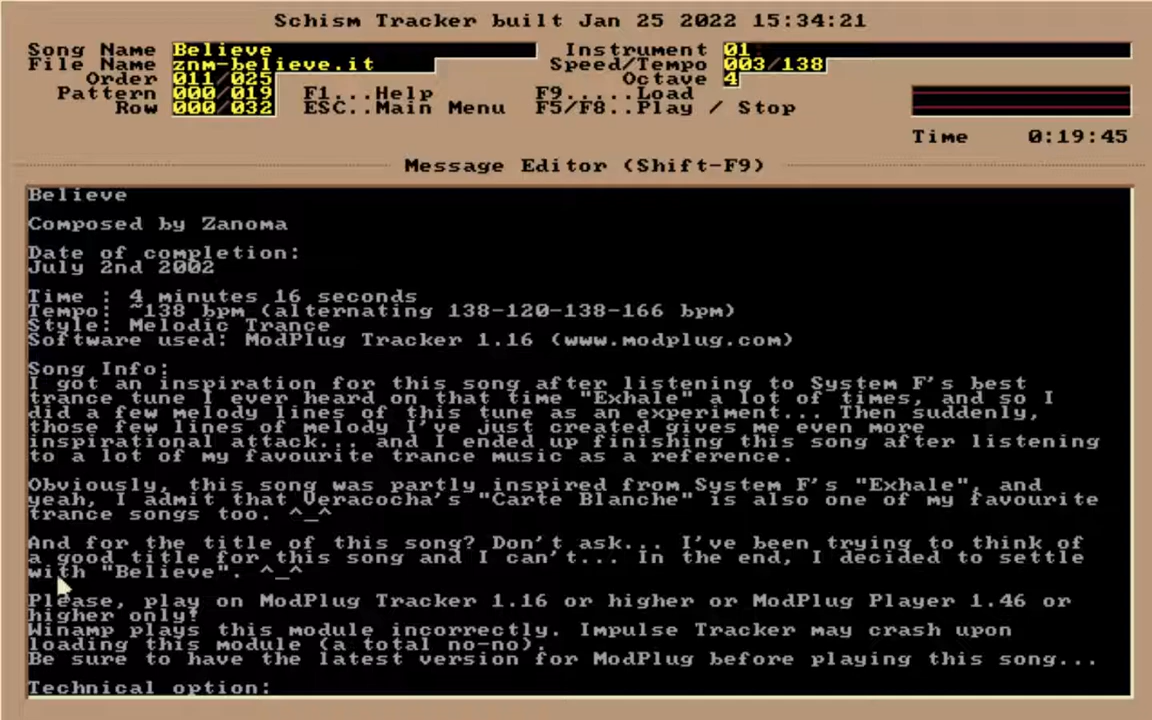 Schism Tracker built Jan 25 2022 15:34:21
Song Name Believe Instrument 01
File Name znm-believe.it Speed/Tempo 003/138
Order 011/025 Octave 4
Pattern 000/019 F1...Help F9.....Load
Row 000/032 ESC..Main Menu F5/F8..Play / Stop
Time 0:19:45
Message Editor (Shift-F9)
Believe
Composed by Zanoma
Date of completion:
July 2nd 2002
Time : 4 minutes 16 seconds
Tempo: ~138 bpm (alternating 138-120-138-166 bpm)
Style: Melodic Trance
Software used: ModPlug Tracker 1.16 (www.modplug.com)
Song Info:
I got an inspiration for this song after listening to System F's best
trance tune I ever heard on that time "Exhale" a lot of times, and so I
did a few melody lines of this tune as an experiment... Then suddenly,
those few lines of melody I've just created gives me even more
inspirational attack... and I ended up finishing this song after listening
to a lot of my favourite trance music as a reference.
Obviously, this song was partly inspired from System F's "Exhale", and
yeah, I admit that Veracocha's "Carte Blanche" is also one of my favourite
trance songs too. ^_^
And for the title of this song? Don't ask... I've been trying to think of
a good title for this song and I can't... In the end, I decided to settle
with "Believe". ^_^
Please, play on ModPlug Tracker 1.16 or higher or ModPlug Player 1.46 or
higher only!
Winamp plays this module incorrectly. Impulse Tracker may crash upon
loading this module (a total no-no).
Be sure to have the latest version for ModPlug before playing this song...
Technical option: